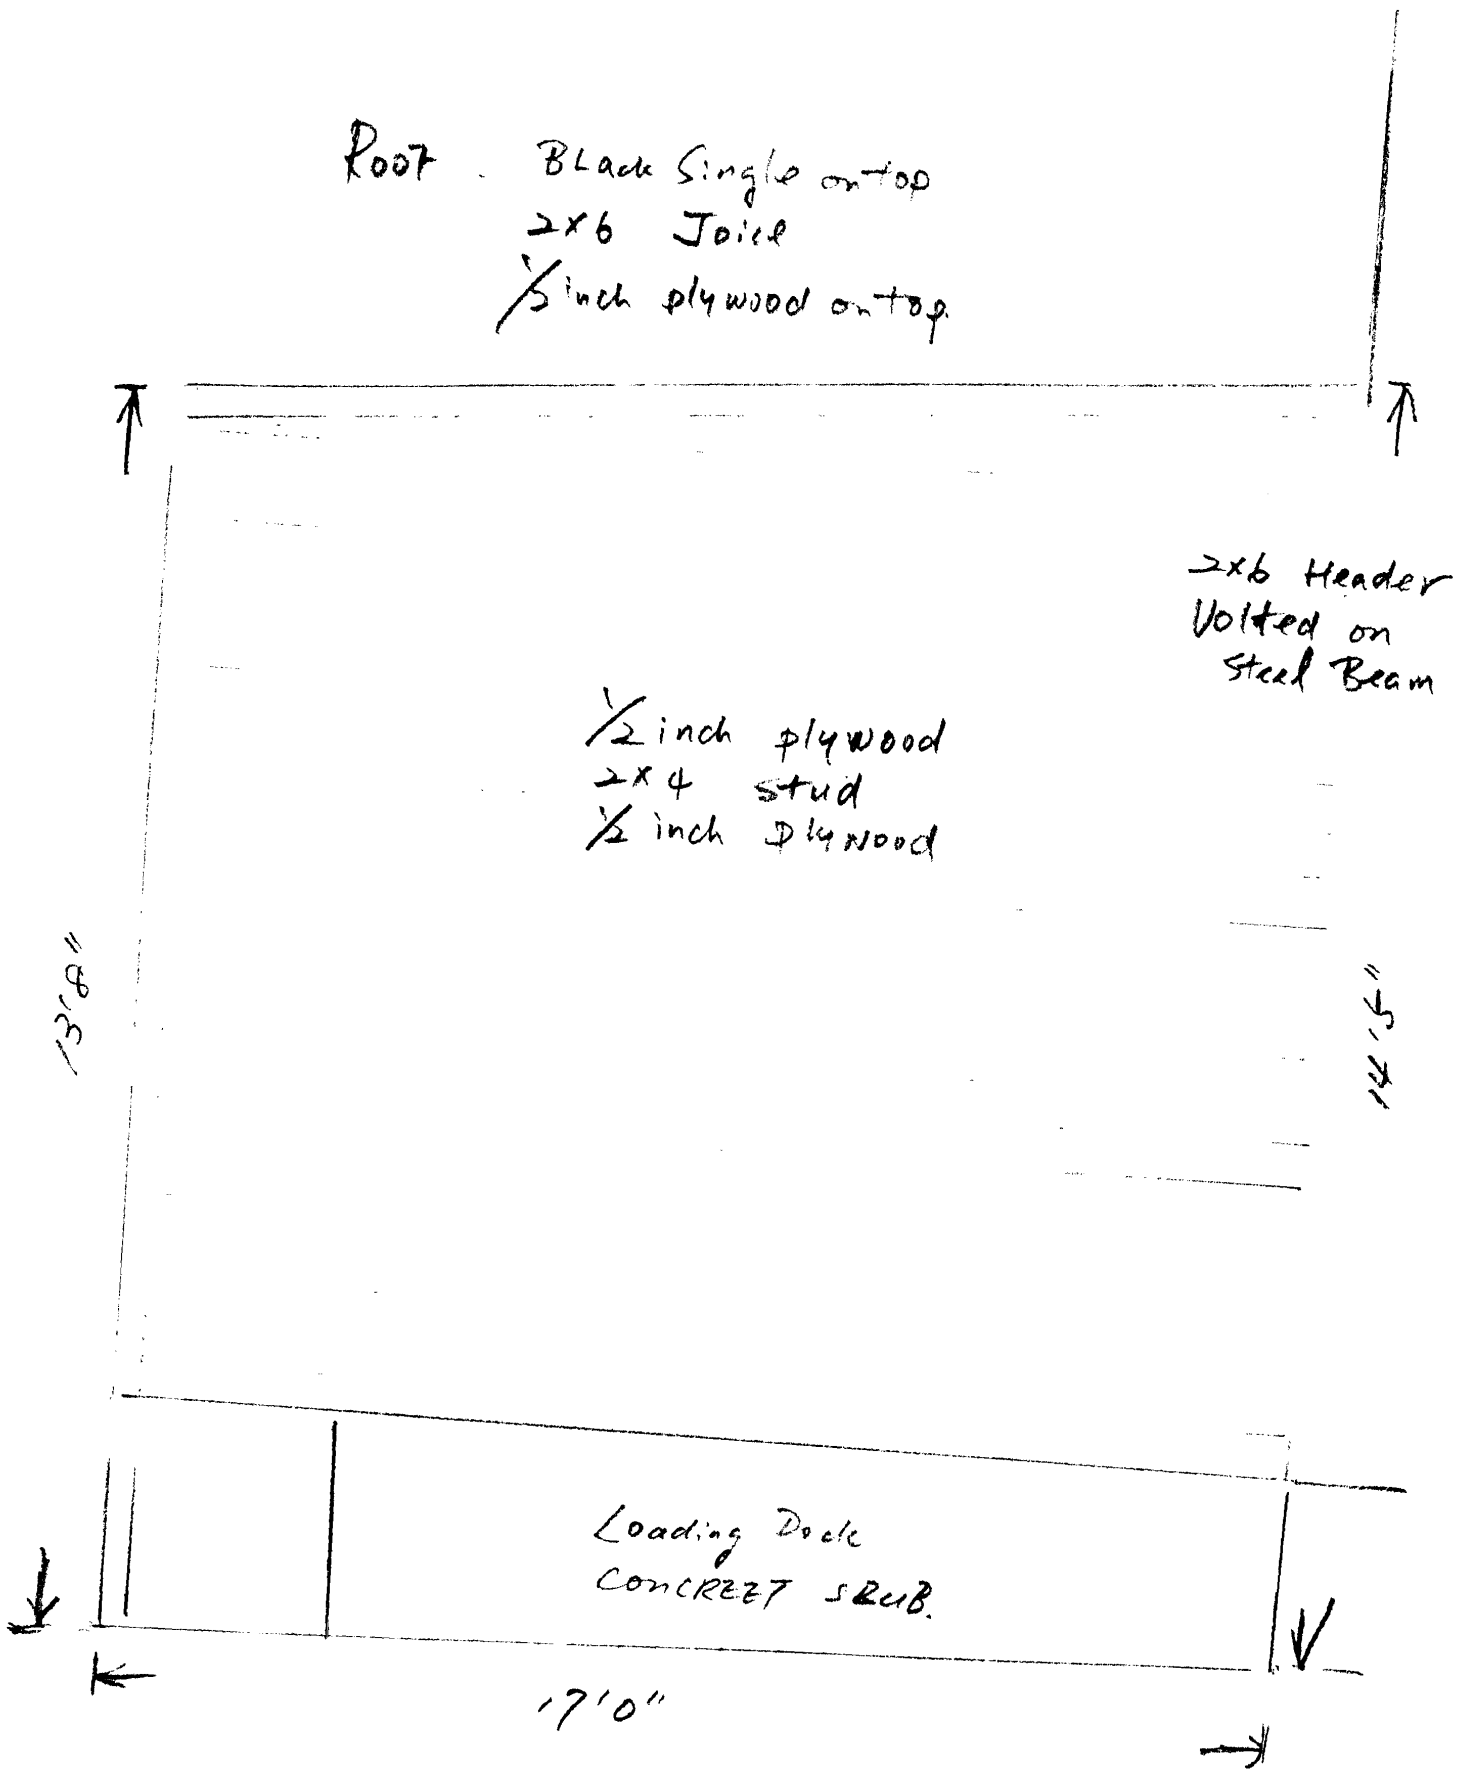 Roof. Black Single on top
2x6 Joice
1/2 inch plywood on top.
2x6 Header
Volted on
Steel Beam
1/2 inch plywood
2x4 stud
1/2 inch plywood
13'8"
14'5"
Loading Dock
CONCREET SLUB.
17'0"